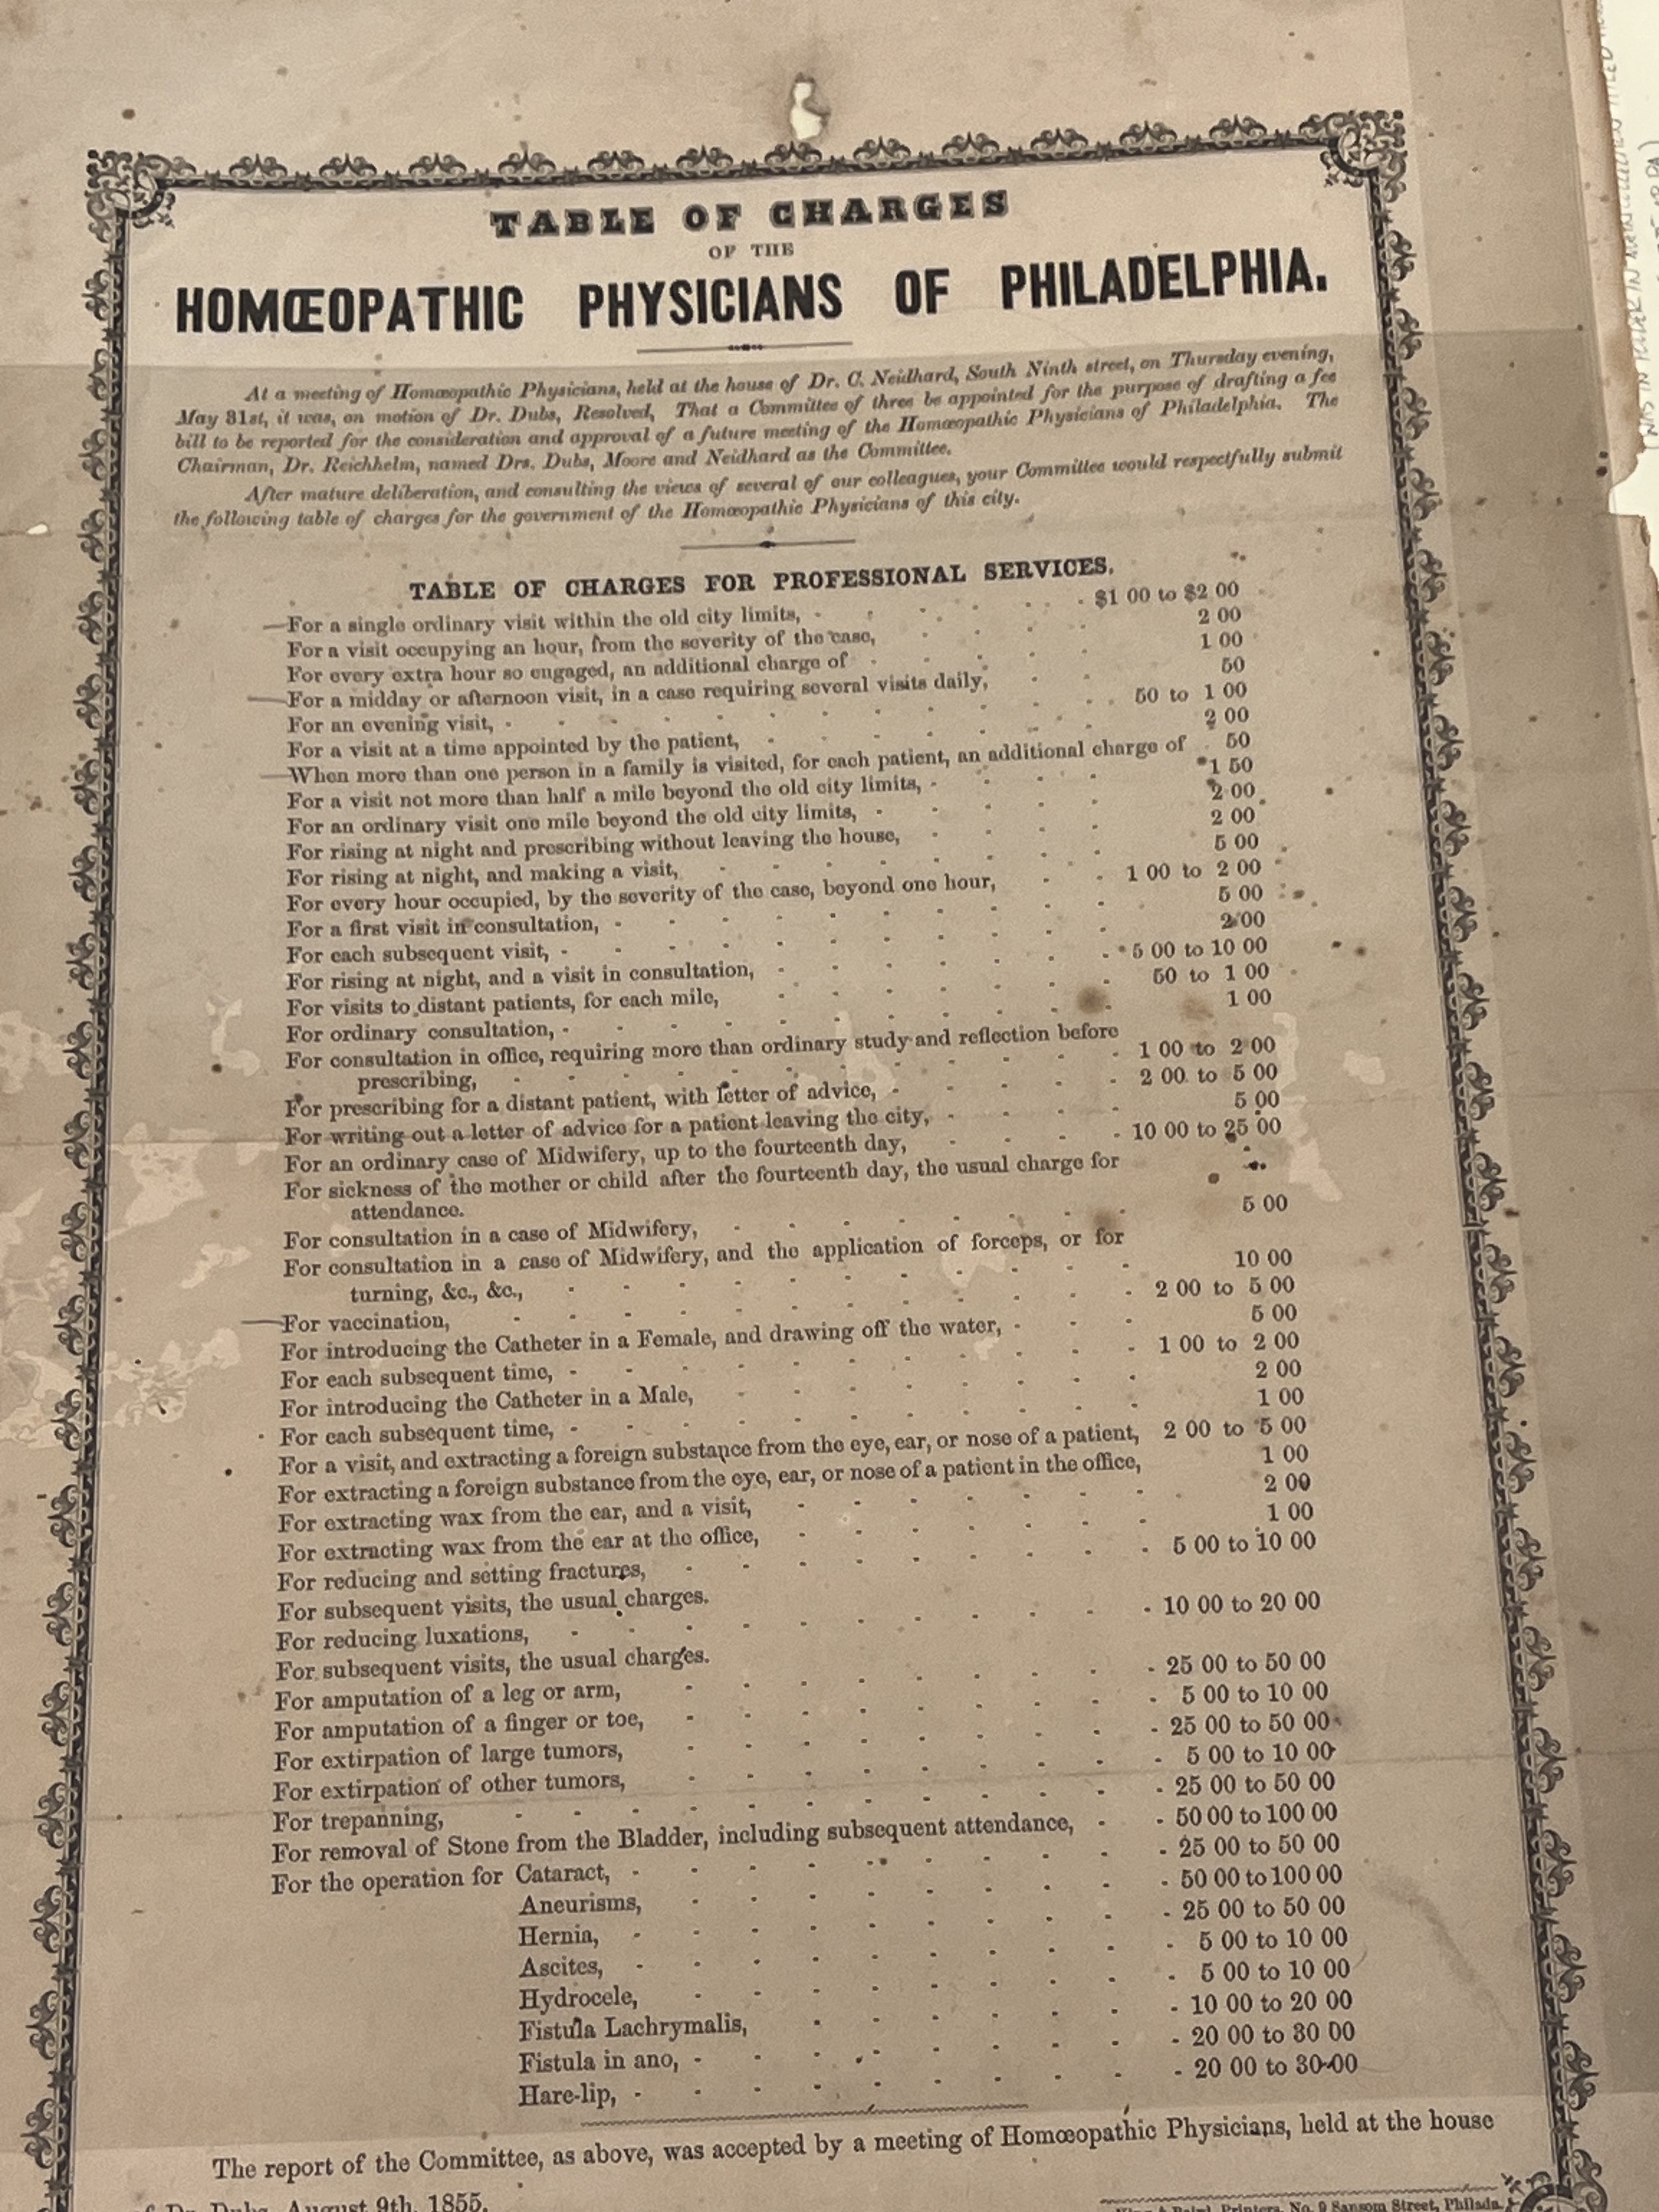 TABLE OF CHARGES
OF THE
HOMŒOPATHIC PHYSICIANS OF PHILADELPHIA.
At a meeting of Homœopathic Physicians, held at the house of Dr. C. Neidhard, South Ninth street, on Thursday evening,
May 31st, it was, on motion of Dr. Dubs, Resolved, That a Committee of three be appointed for the purpose of drafting a fee
bill to be reported for the consideration and approval of a future meeting of the Homœopathic Physicians of Philadelphia. The
Chairman, Dr. Reichhelm, named Drs. Dubs, Moore and Neidhard as the Committee.
After mature deliberation, and consulting the views of several of our colleagues, your Committee would respectfully submit
the following table of charges for the government of the Homœopathic Physicians of this city.
TABLE OF CHARGES FOR PROFESSIONAL SERVICES.
For a single ordinary visit within the old city limits, - - - - - - $1 00 to $2 00
For a visit occupying an hour, from the severity of the case, - - - - 2 00
For every extra hour so engaged, an additional charge of - - - - 1 00
For a midday or afternoon visit, in a case requiring several visits daily, - - 50
For an evening visit, - - - - - - - - - - 50 to 1 00
For a visit at a time appointed by the patient, - - - - - - 2 00
When more than one person in a family is visited, for each patient, an additional charge of 50
For a visit not more than half a mile beyond the old city limits, - - - - 1 50
For an ordinary visit one mile beyond the old city limits, - - - - - 2 00
For rising at night and prescribing without leaving the house, - - - - 2 00
For rising at night, and making a visit, - - - - - - - 5 00
For every hour occupied, by the severity of the case, beyond one hour, - - 1 00 to 2 00
For a first visit in consultation, - - - - - - - - - 5 00
For each subsequent visit, - - - - - - - - - - 2 00
For rising at night, and a visit in consultation, - - - - - - - 5 00 to 10 00
For visits to distant patients, for each mile, - - - - - - - 50 to 1 00
For ordinary consultation, - - - - - - - - - - 1 00
For consultation in office, requiring more than ordinary study and reflection before
prescribing, - - - - - - - - - - - 1 00 to 2 00
For prescribing for a distant patient, with letter of advice, - - - - - 2 00 to 5 00
For writing out a letter of advice for a patient leaving the city, - - - - 5 00
For an ordinary case of Midwifery, up to the fourteenth day, - - - - 10 00 to 25 00
For sickness of the mother or child after the fourteenth day, the usual charge for
attendance.
For consultation in a case of Midwifery, - - - - - - - 5 00
For consultation in a case of Midwifery, and the application of forceps, or for
turning, &c., &c., - - - - - - - - - - 10 00
For vaccination, - - - - - - - - - - - 2 00 to 5 00
For introducing the Catheter in a Female, and drawing off the water, - - - 5 00
For each subsequent time, - - - - - - - - - - 1 00 to 2 00
For introducing the Catheter in a Male, - - - - - - - - 2 00
For each subsequent time, - - - - - - - - - - 1 00
For a visit, and extracting a foreign substance from the eye, ear, or nose of a patient, 2 00 to 5 00
For extracting a foreign substance from the eye, ear, or nose of a patient in the office, 1 00
For extracting wax from the ear, and a visit, - - - - - - - 2 00
For extracting wax from the ear at the office, - - - - - - - 1 00
For reducing and setting fractures, - - - - - - - - - 5 00 to 10 00
For subsequent visits, the usual charges.
For reducing luxations, - - - - - - - - - - - 10 00 to 20 00
For subsequent visits, the usual charges.
For amputation of a leg or arm, - - - - - - - - - 25 00 to 50 00
For amputation of a finger or toe, - - - - - - - - - 5 00 to 10 00
For extirpation of large tumors, - - - - - - - - - 25 00 to 50 00
For extirpation of other tumors, - - - - - - - - - 5 00 to 10 00
For trepanning, - - - - - - - - - - - - 25 00 to 50 00
For removal of Stone from the Bladder, including subsequent attendance, - - 50 00 to 100 00
For the operation for Cataract, - - - - - - - - - - 25 00 to 50 00
Aneurisms, - - - - - - - - - 50 00 to 100 00
Hernia, - - - - - - - - - - 25 00 to 50 00
Ascites, - - - - - - - - - - 5 00 to 10 00
Hydrocele, - - - - - - - - - 5 00 to 10 00
Fistula Lachrymalis, - - - - - - - 10 00 to 20 00
Fistula in ano, - - - - - - - - - 20 00 to 30 00
Hare-lip, - - - - - - - - - - 20 00 to 30 00
The report of the Committee, as above, was accepted by a meeting of Homœopathic Physicians, held at the house
of Dr. Dubs, August 9th, 1855.
Printers, No. 9 Sansom Street, Philada.